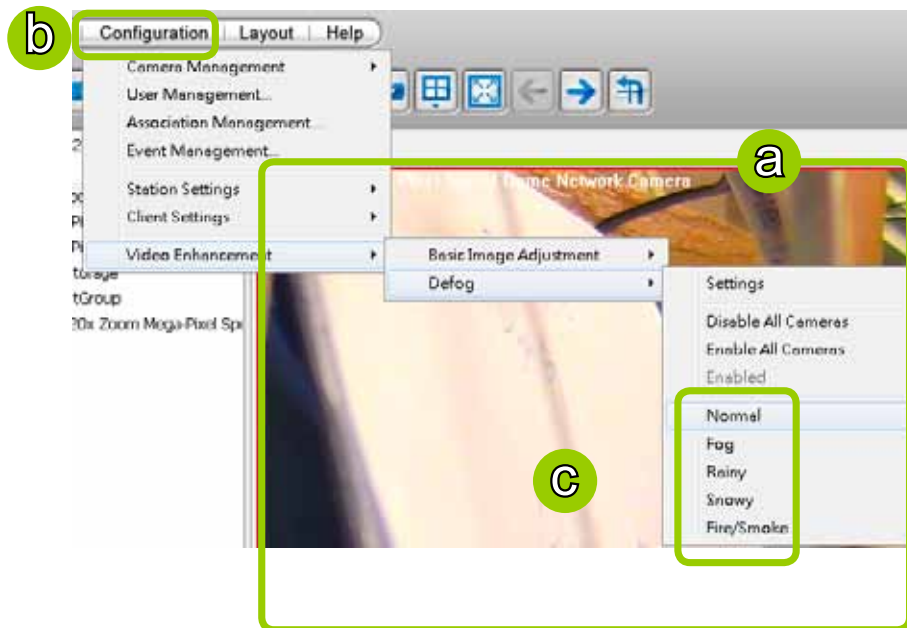 b
Configuration Layout Help
Camera Management
User Management...
Association Management...
Event Management...
Station Settings
Client Settings
Video Enhancement
torage
tGroup
20x Zoom Mega-Pixel Sp
a
Dome Network Camera
Basic Image Adjustment
Defog
Settings
Disable All Cameras
Enable All Cameras
Enabled
Normal
Fog
Rainy
Snowy
Fire/Smoke
c